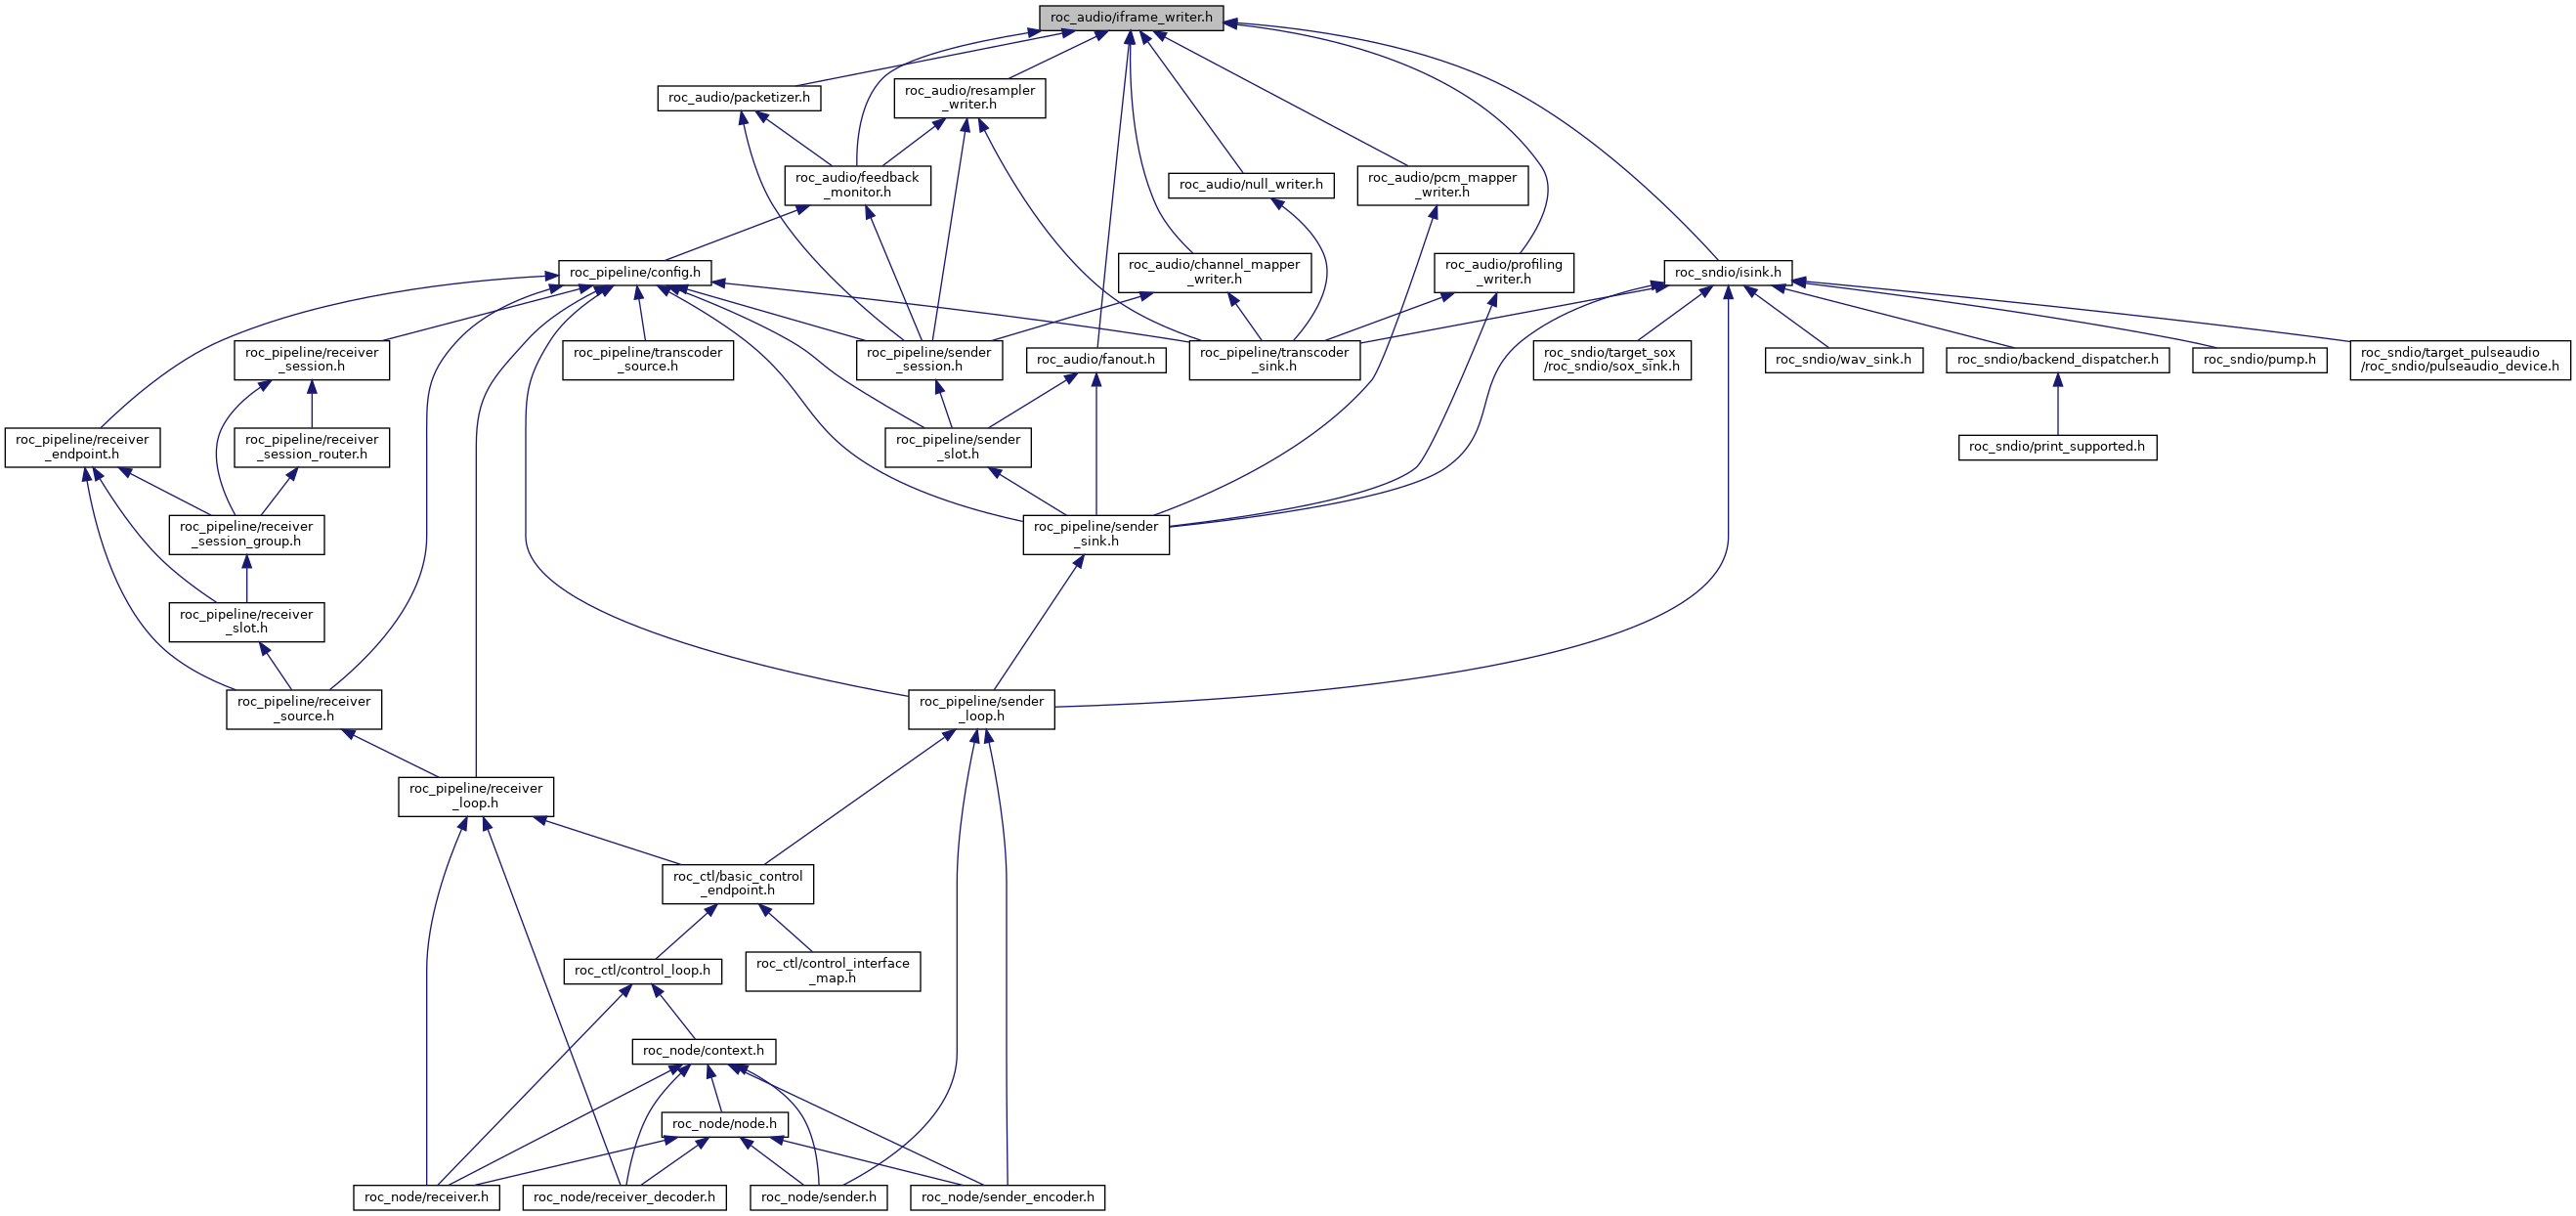 roc_audio/iframe_writer.h
roc_audio/packetizer.h
roc_audio/resampler
_writer.h
roc_audio/feedback
_monitor.h
roc_audio/null_writer.h
roc_audio/pcm_mapper
_writer.h
roc_pipeline/config.h
roc_audio/channel_mapper
_writer.h
roc_audio/profiling
_writer.h
roc_sndio/isink.h
roc_pipeline/receiver
_session.h
roc_pipeline/transcoder
_source.h
roc_pipeline/sender
_session.h
roc_audio/fanout.h
roc_pipeline/transcoder
_sink.h
roc_sndio/target_sox
/roc_sndio/sox_sink.h
roc_sndio/wav_sink.h
roc_sndio/backend_dispatcher.h
roc_sndio/pump.h
roc_sndio/target_pulseaudio
/roc_sndio/pulseaudio_device.h
roc_pipeline/receiver
_endpoint.h
roc_pipeline/receiver
_session_router.h
roc_pipeline/sender
_slot.h
roc_sndio/print_supported.h
roc_pipeline/receiver
_session_group.h
roc_pipeline/sender
_sink.h
roc_pipeline/receiver
_slot.h
roc_pipeline/receiver
_source.h
roc_pipeline/sender
_loop.h
roc_pipeline/receiver
_loop.h
roc_ctl/basic_control
_endpoint.h
roc_ctl/control_loop.h
roc_ctl/control_interface
_map.h
roc_node/context.h
roc_node/node.h
roc_node/receiver.h
roc_node/receiver_decoder.h
roc_node/sender.h
roc_node/sender_encoder.h